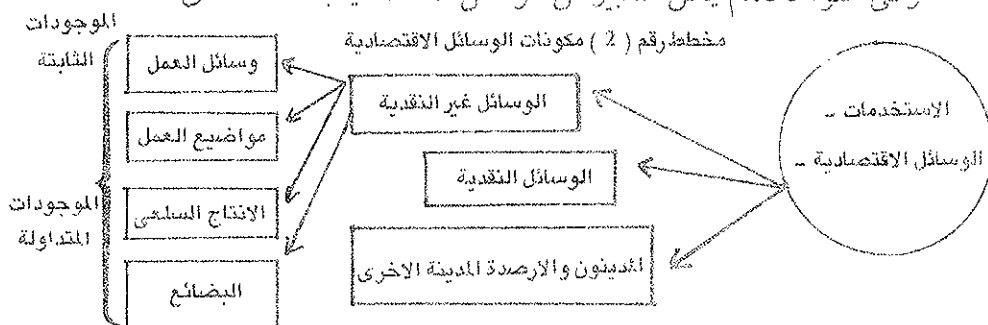 مخطط رقم ( 2 ) مكونات الوسائل الاقتصادية
الاستخدمات -
الوسائل الاقتصادية -
الوسائل غير النقدية
الوسائل النقدية
المدينون والارصدة المدينة الاخرى
وسائل العمل
مواضيع العمل
الانتاج السلعي
البضائع
الموجودات
الثابتة
الموجودات
المتداولة